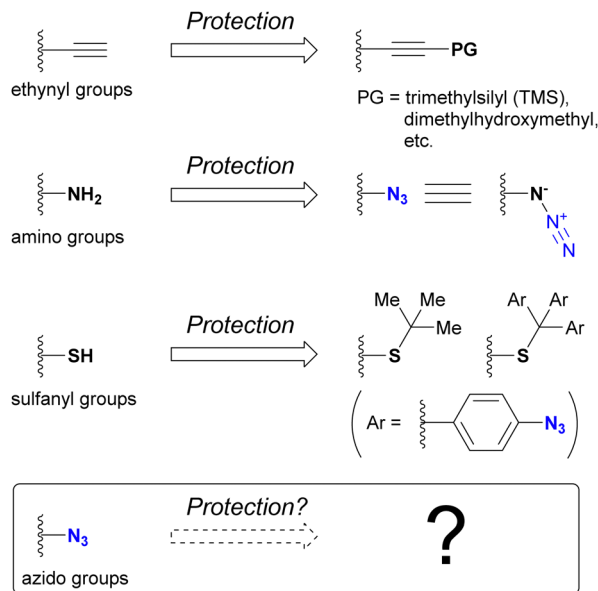 Protection
PG
ethynyl groups
PG = trimethylsilyl (TMS),
dimethylhydroxymethyl,
etc.
Protection
NH2
N3
N-
N+
N
amino groups
Protection
Me Me Ar Ar
Me Ar
SH S S
sulfanyl groups
(Ar = N3)
Protection?
N3 ?
azido groups